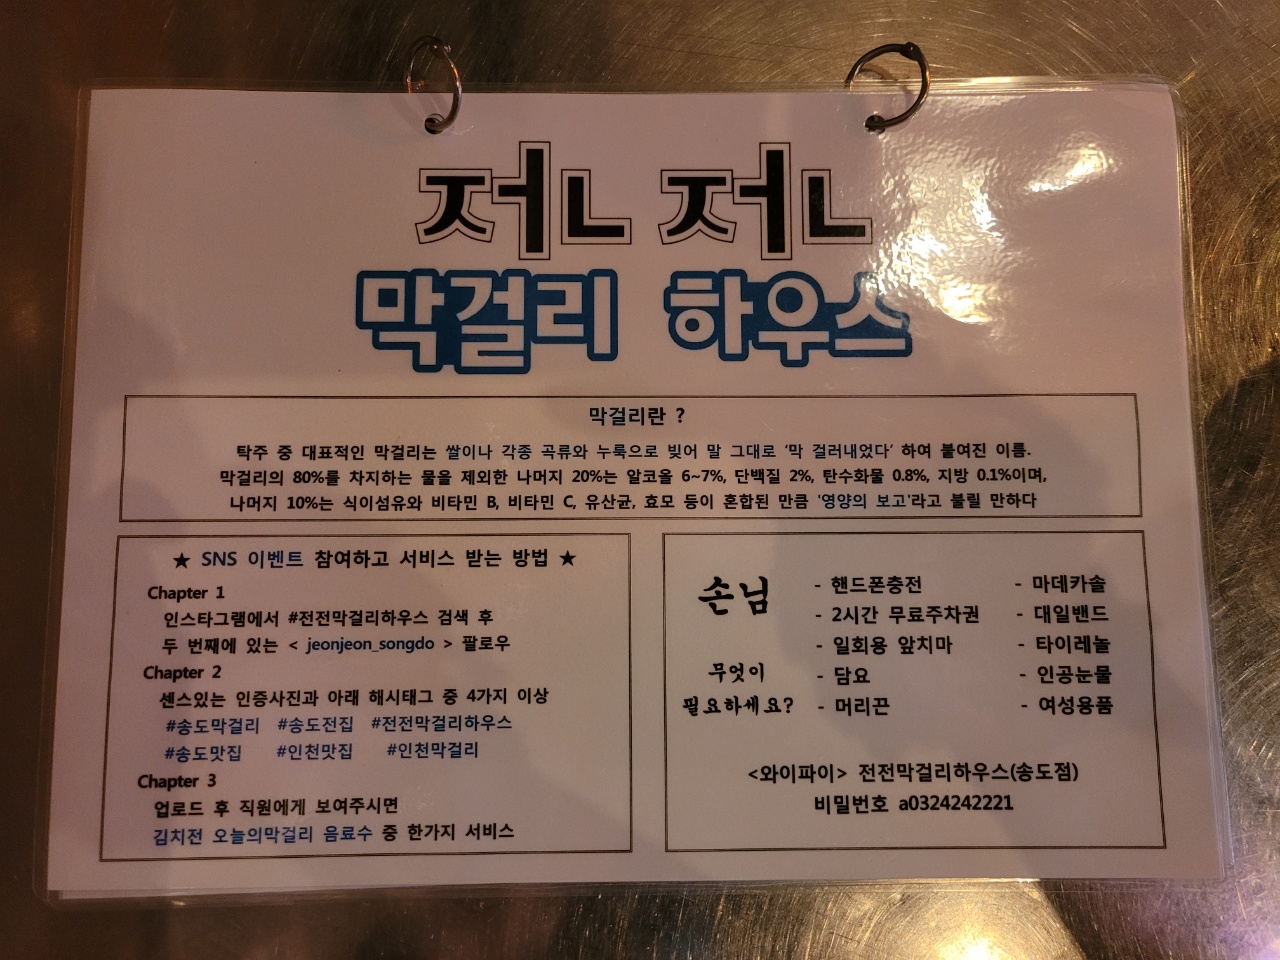 전 전
막걸리 하우스
막걸리란 ?
탁주 중 대표적인 막걸리는 쌀이나 각종 곡류와 누룩으로 빚어 말 그대로 '막 걸러내었다' 하여 붙여진 이름.
막걸리의 80%를 차지하는 물을 제외한 나머지 20%는 알코올 6~7%, 단백질 2%, 탄수화물 0.8%, 지방 0.1%이며,
나머지 10%는 식이섬유와 비타민 B, 비타민 C, 유산균, 효모 등이 혼합된 만큼 '영양의 보고'라고 불릴 만하다
★ SNS 이벤트 참여하고 서비스 받는 방법 ★
Chapter 1
인스타그램에서 #전전막걸리하우스 검색 후
두 번째에 있는 < jeonjeon_songdo > 팔로우
Chapter 2
센스있는 인증사진과 아래 해시태그 중 4가지 이상
#송도막걸리 #송도전집 #전전막걸리하우스
#송도맛집 #인천맛집 #인천막걸리
Chapter 3
업로드 후 직원에게 보여주시면
김치전 오늘의막걸리 음료수 중 한가지 서비스
손님
무엇이
필요하세요?
- 핸드폰충전
- 2시간 무료주차권
- 일회용 앞치마
- 담요
- 머리끈
- 마데카솔
- 대일밴드
- 타이레놀
- 인공눈물
- 여성용품
<와이파이> 전전막걸리하우스(송도점)
비밀번호 a0324242221